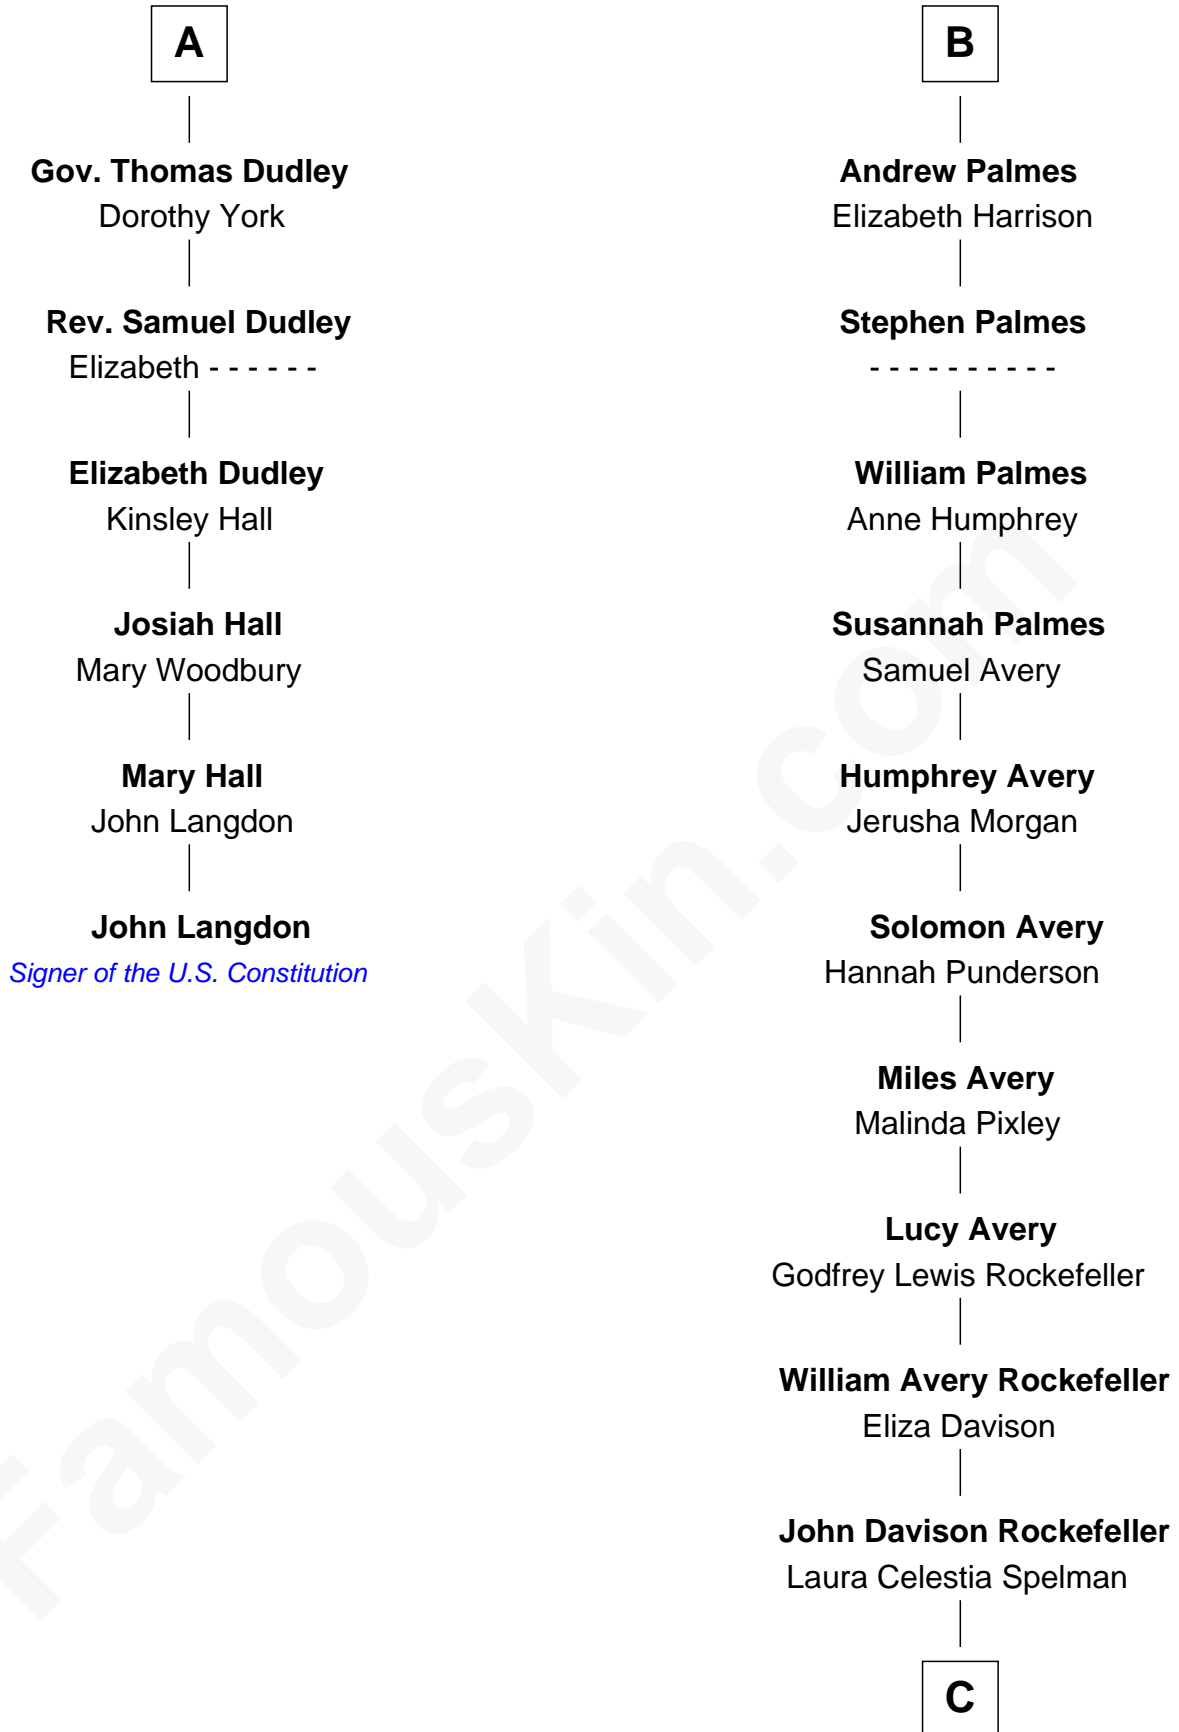 A
Gov. Thomas Dudley
Dorothy York
Rev. Samuel Dudley
Elizabeth - - - - - -
Elizabeth Dudley
Kinsley Hall
Josiah Hall
Mary Woodbury
Mary Hall
John Langdon
John Langdon
Signer of the U.S. Constitution
B
Andrew Palmes
Elizabeth Harrison
Stephen Palmes
- - - - - - - - - -
William Palmes
Anne Humphrey
Susannah Palmes
Samuel Avery
Humphrey Avery
Jerusha Morgan
Solomon Avery
Hannah Punderson
Miles Avery
Malinda Pixley
Lucy Avery
Godfrey Lewis Rockefeller
William Avery Rockefeller
Eliza Davison
John Davison Rockefeller
Laura Celestia Spelman
C
FamousKin.com